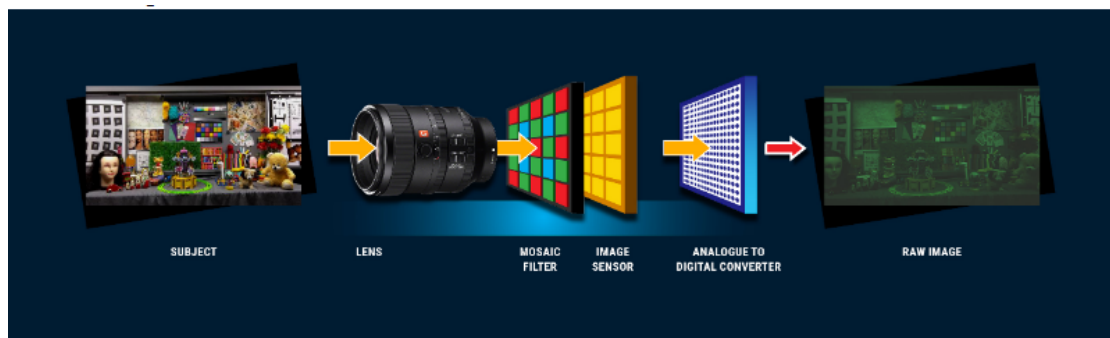 SUBJECT
LENS
MOSAIC
FILTER
IMAGE
SENSOR
ANALOGUE TO
DIGITAL CONVERTER
RAW IMAGE